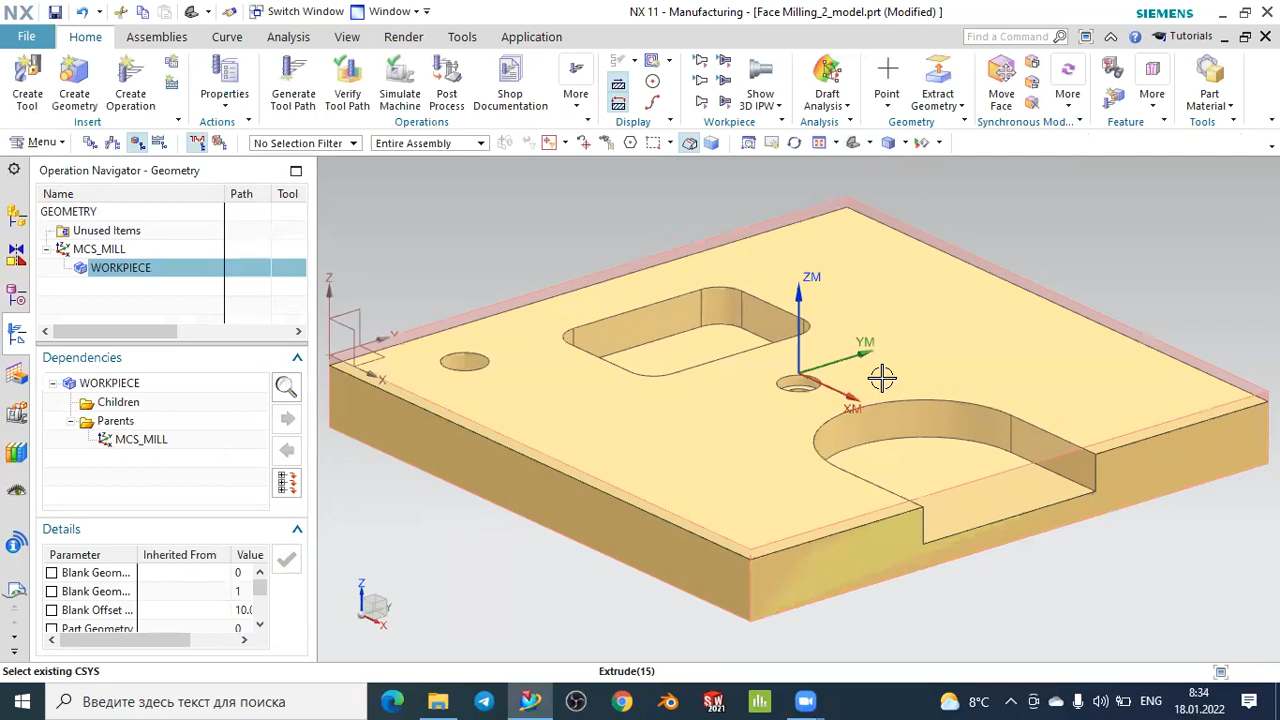 NX Switch Window Window NX 11 - Manufacturing - [Face Milling_2_model.prt (Modified) ] SIEMENS
File Home Assemblies Curve Analysis View Render Tools Application Find a Command Tutorials
Create Tool Create Geometry Create Operation Properties Generate Tool Path Verify Tool Path Simulate Machine Post Process Shop Documentation More Show 3D IPW Draft Analysis Point Extract Geometry Move Face More More Part Material
Insert Actions Operations Display Workpiece Analysis Geometry Synchronous Mod... Feature Tools
Menu No Selection Filter Entire Assembly
Operation Navigator - Geometry
Name Path Tool
GEOMETRY
Unused Items
MCS_MILL
WORKPIECE
Dependencies
WORKPIECE
Children
Parents
MCS_MILL
Details
Parameter Inherited From Value
Blank Geom... 0
Blank Geom... 1
Blank Offset ... 10.(
Part Geometry 0
Z
Y
X
ZM
YM
XM
Z
Y
X
Select existing CSYS Extrude(15)
Введите здесь текст для поиска SW 2021 8°C ENG 8:34
18.01.2022